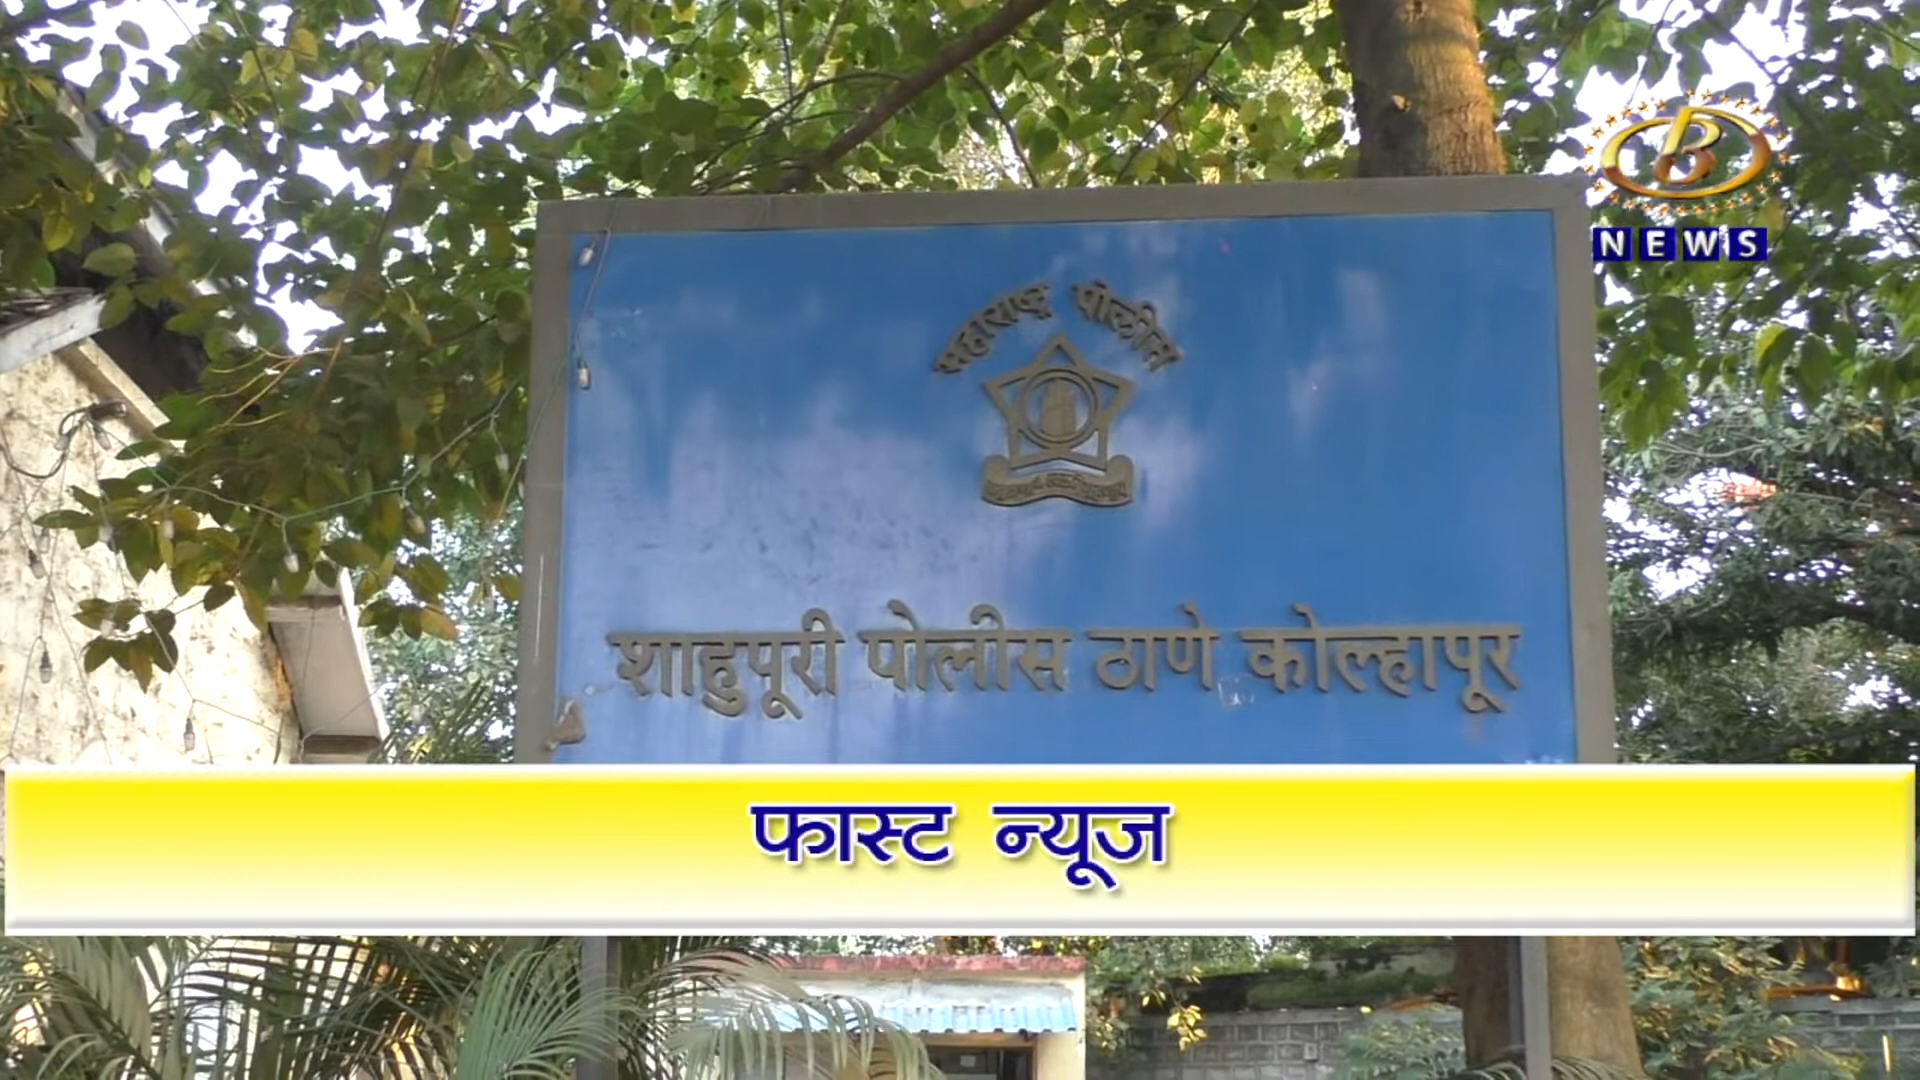 B
NEWS
महाराष्ट्र पोलीस
शाहुपूरी पोलीस ठाणे कोल्हापूर
फास्ट न्यूज